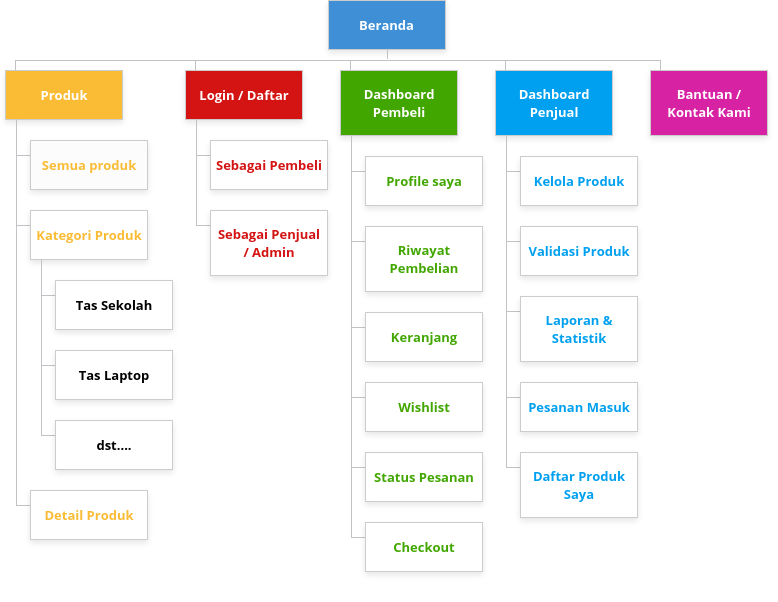 Beranda
Produk
Semua produk
Kategori Produk
Tas Sekolah
Tas Laptop
dst....
Detail Produk
Login / Daftar
Sebagai Pembeli
Sebagai Penjual
/ Admin
Dashboard
Pembeli
Profile saya
Riwayat
Pembelian
Keranjang
Wishlist
Status Pesanan
Checkout
Dashboard
Penjual
Kelola Produk
Validasi Produk
Laporan &
Statistik
Pesanan Masuk
Daftar Produk
Saya
Bantuan /
Kontak Kami